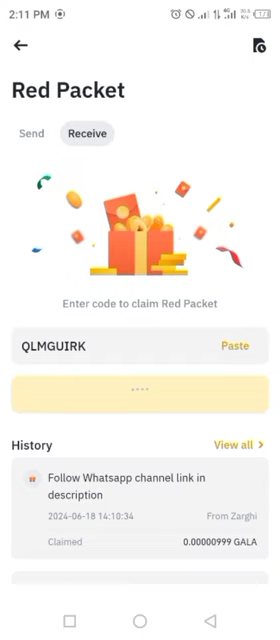 2:11 PM
Red Packet
Send Receive
Enter code to claim Red Packet
QLMGUIRK Paste
History View all
Follow Whatsapp channel link in
description
2024-06-18 14:10:34 From Zarghi
Claimed 0.00000999 GALA